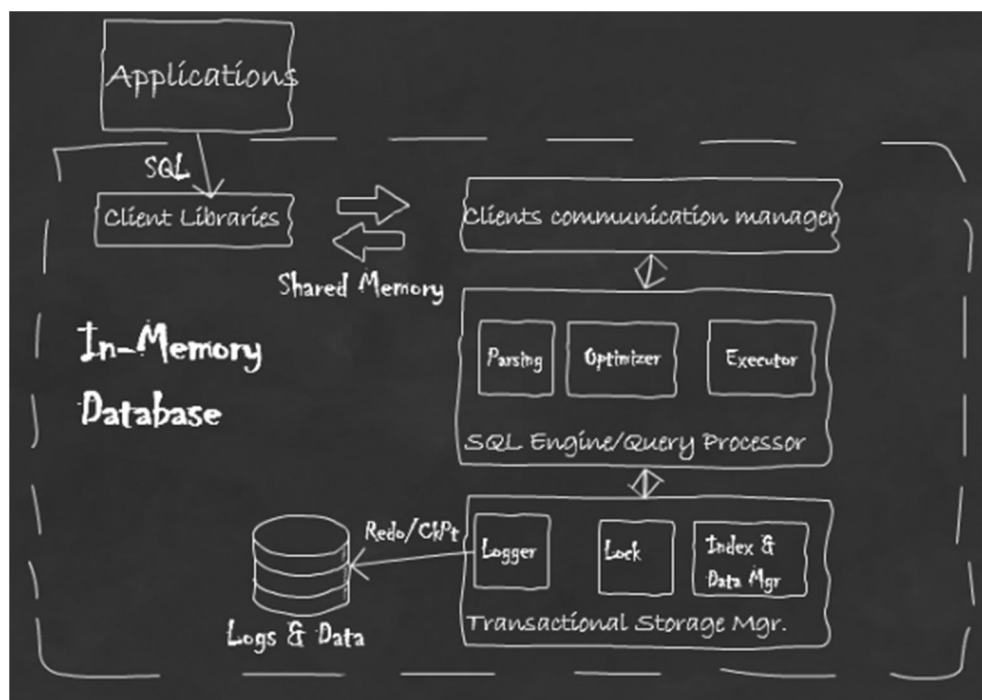 Applications
SQL
Client Libraries
Clients communication manager
Shared Memory
In-Memory
Database
Parsing
Optimizer
Executor
SQL Engine/Query Processor
Redo/CkPt
Logger
Lock
Index &
Data Mgr
Logs & Data
Transactional Storage Mgr.